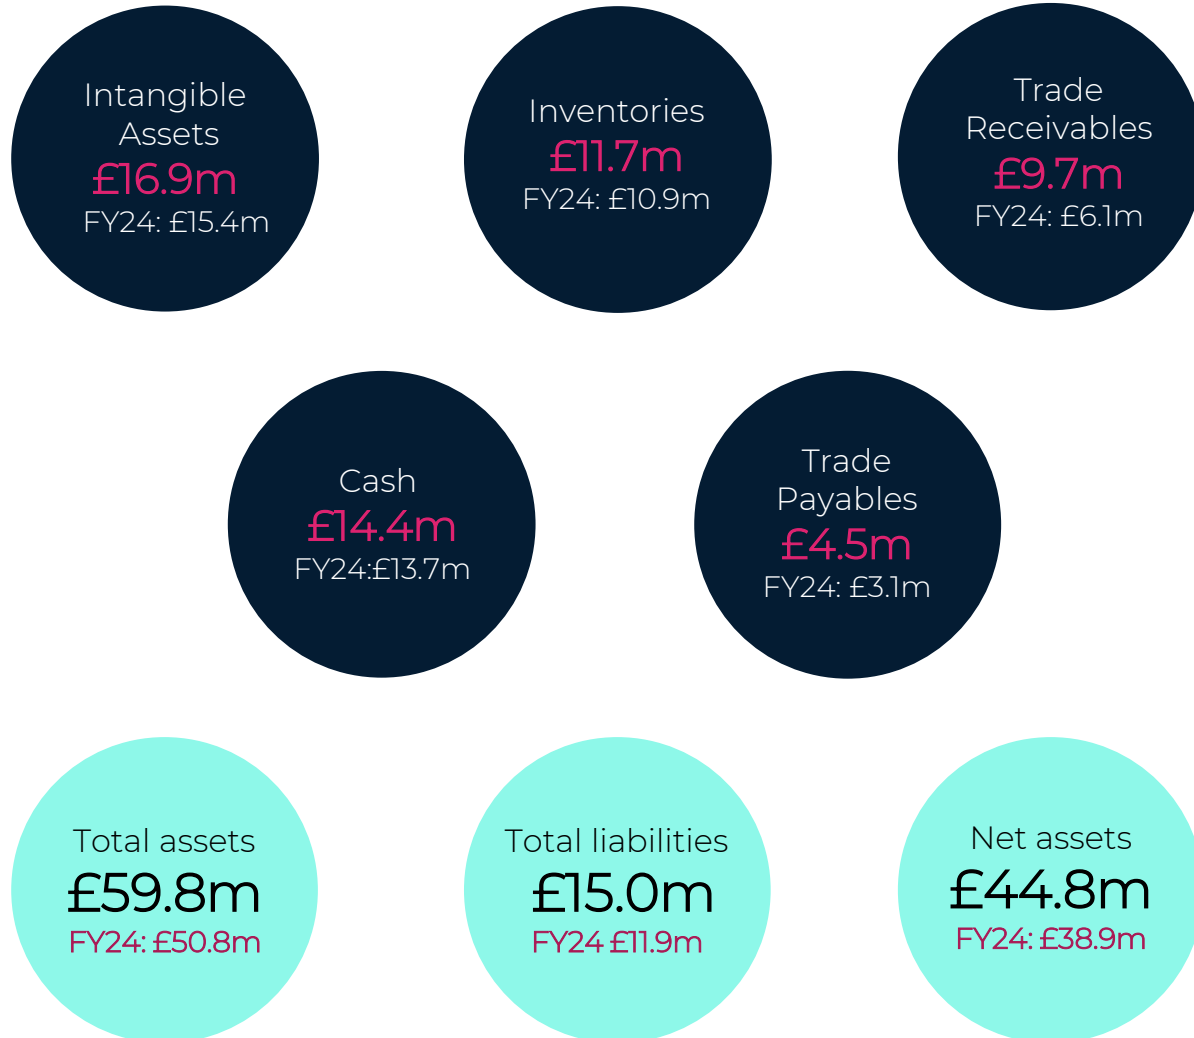 Intangible
Assets
£16.9m
FY24: £15.4m
Inventories
£11.7m
FY24: £10.9m
Trade
Receivables
£9.7m
FY24: £6.1m
Cash
£14.4m
FY24:£13.7m
Trade
Payables
£4.5m
FY24: £3.1m
Total assets
£59.8m
FY24: £50.8m
Total liabilities
£15.0m
FY24 £11.9m
Net assets
£44.8m
FY24: £38.9m